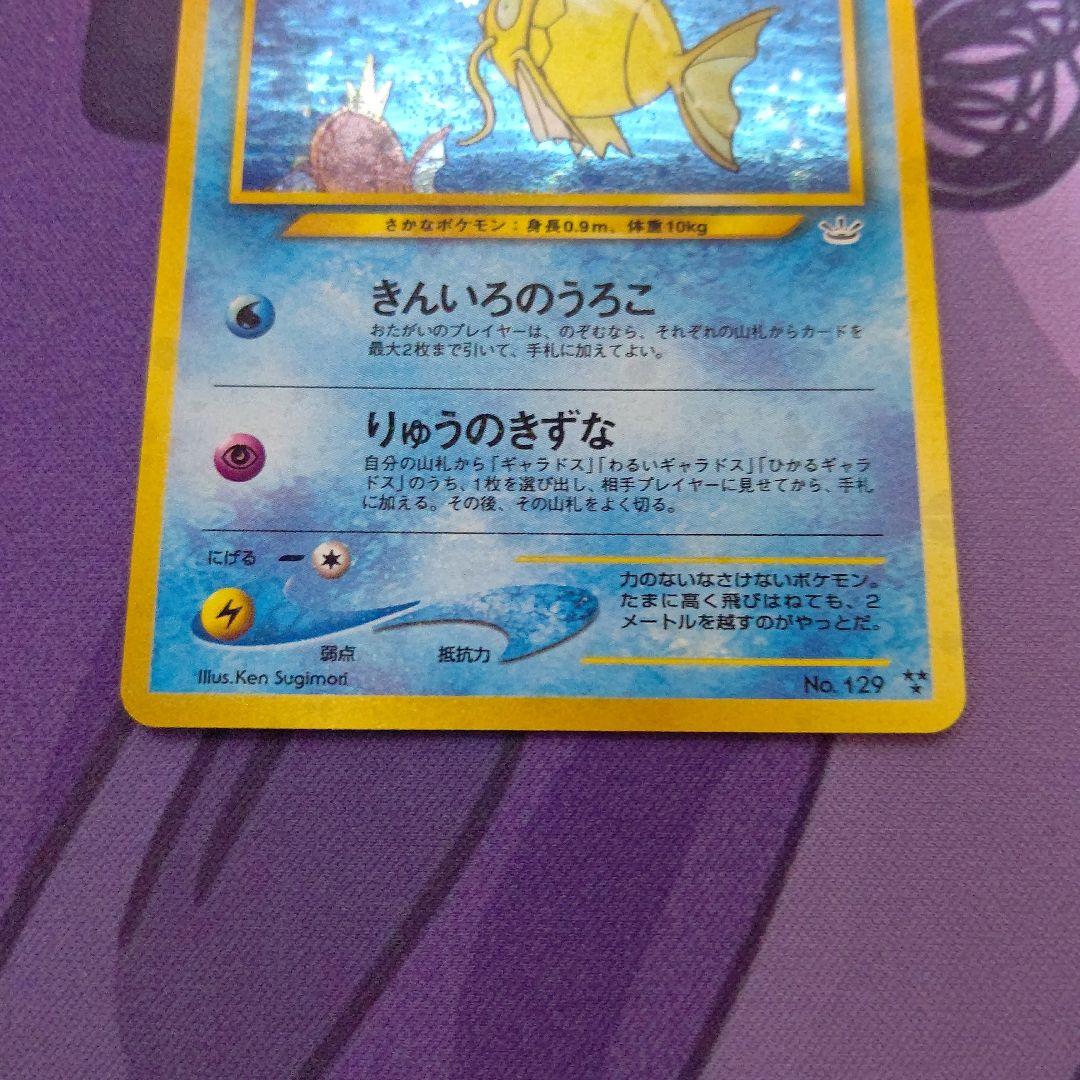 さかなポケモン：身長0.9m、体重10kg
きんいろのうろこ
おたがいのプレイヤーは、のぞむなら、それぞれの山札からカードを
最大2枚まで引いて、手札に加えてよい。
りゅうのきずな
自分の山札から「ギャラドス」「わるいギャラドス」「ひかるギャラ
ドス」のうち、1枚を選び出し、相手プレイヤーに見せてから、手札
に加える。その後、その山札をよく切る。
にげる
力のないなさけないポケモン。
たまに高く飛びはねても、2
メートルを越すのがやっとだ。
弱点 抵抗力
Illus.Ken Sugimori
No. 129 ★★★